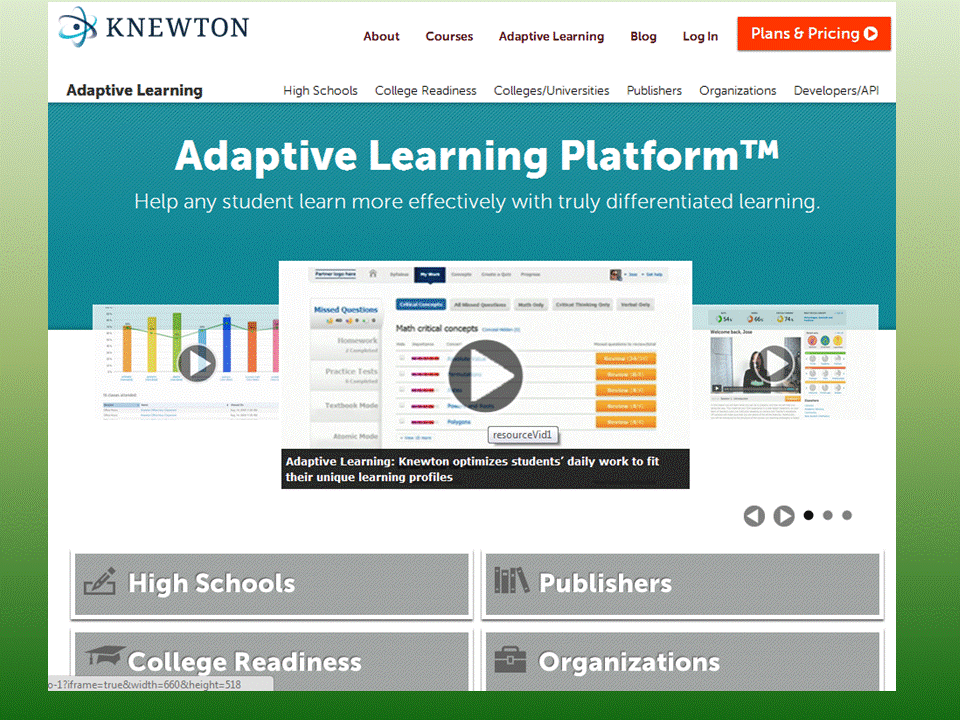 KNEWTON
About Courses Adaptive Learning Blog Log In Plans & Pricing
Adaptive Learning High Schools College Readiness Colleges/Universities Publishers Organizations Developers/API
Adaptive Learning Platform™
Help any student learn more effectively with truly differentiated learning.
Partner logo here Syllabus My Work Concepts Create a Quiz Progress
Critical Concepts All Missed Questions Math Only Critical Thinking Only Verbal Only
Missed Questions
Math critical concepts
Homework
2 Completed
Practice Tests
Textbook Mode
Polygons
Atomic Mode
resourceVid1
Welcome back, Jose
Adaptive Learning: Knewton optimizes students’ daily work to fit
their unique learning profiles
High Schools
Publishers
College Readiness
Organizations
o-1?iframe=true&width=660&height=518